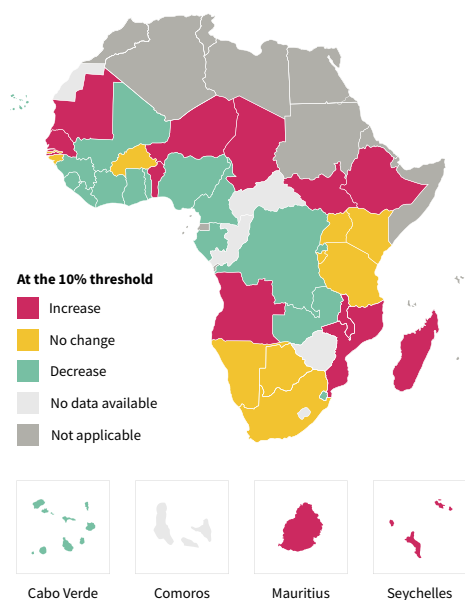 At the 10% threshold
Increase
No change
Decrease
No data available
Not applicable
Cabo Verde
Comoros
Mauritius
Seychelles